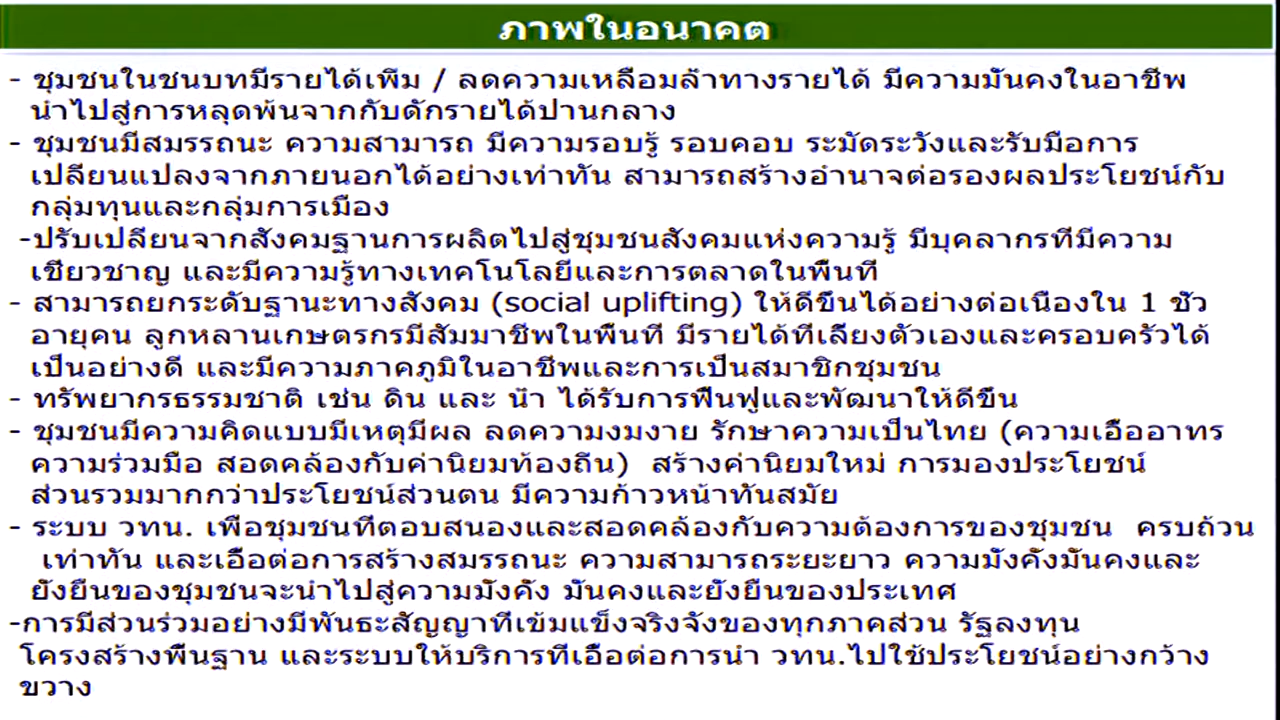 ภาพในอนาคต
- ชุมชนในชนบทมีรายได้เพิ่ม / ลดความเหลื่อมล้ำทางรายได้ มีความมั่นคงในอาชีพ
นำไปสู่การหลุดพ้นจากกับดักรายได้ปานกลาง
- ชุมชนมีสมรรถนะ ความสามารถ มีความรอบรู้ รอบคอบ ระมัดระวังและรับมือการ
เปลี่ยนแปลงจากภายนอกได้อย่างเท่าทัน สามารถสร้างอำนาจต่อรองผลประโยชน์กับ
กลุ่มทุนและกลุ่มการเมือง
-ปรับเปลี่ยนจากสังคมฐานการผลิตไปสู่ชุมชนสังคมแห่งความรู้ มีบุคลากรที่มีความ
เชี่ยวชาญ และมีความรู้ทางเทคโนโลยีและการตลาดในพื้นที่
- สามารถยกระดับฐานะทางสังคม (social uplifting) ให้ดีขึ้นได้อย่างต่อเนื่องใน 1 ชั่ว
อายุคน ลูกหลานเกษตรกรมีสัมมาชีพในพื้นที่ มีรายได้ที่เลี้ยงตัวเองและครอบครัวได้
เป็นอย่างดี และมีความภาคภูมิในอาชีพและการเป็นสมาชิกชุมชน
- ทรัพยากรธรรมชาติ เช่น ดิน และ น้ำ ได้รับการฟื้นฟูและพัฒนาให้ดีขึ้น
- ชุมชนมีความคิดแบบมีเหตุมีผล ลดความงมงาย รักษาความเป็นไทย (ความเอื้ออาทร
ความร่วมมือ สอดคล้องกับค่านิยมท้องถิ่น) สร้างค่านิยมใหม่ การมองประโยชน์
ส่วนรวมมากกว่าประโยชน์ส่วนตน มีความก้าวหน้าทันสมัย
- ระบบ วทน. เพื่อชุมชนที่ตอบสนองและสอดคล้องกับความต้องการของชุมชน ครบถ้วน
เท่าทัน และเอื้อต่อการสร้างสมรรถนะ ความสามารถระยะยาว ความมั่งคั่งมั่นคงและ
ยั่งยืนของชุมชนจะนำไปสู่ความมั่งคั่ง มั่นคงและยั่งยืนของประเทศ
-การมีส่วนร่วมอย่างมีพันธะสัญญาที่เข้มแข็งจริงจังของทุกภาคส่วน รัฐลงทุน
โครงสร้างพื้นฐาน และระบบให้บริการที่เอื้อต่อการนำ วทน.ไปใช้ประโยชน์อย่างกว้าง
ขวาง